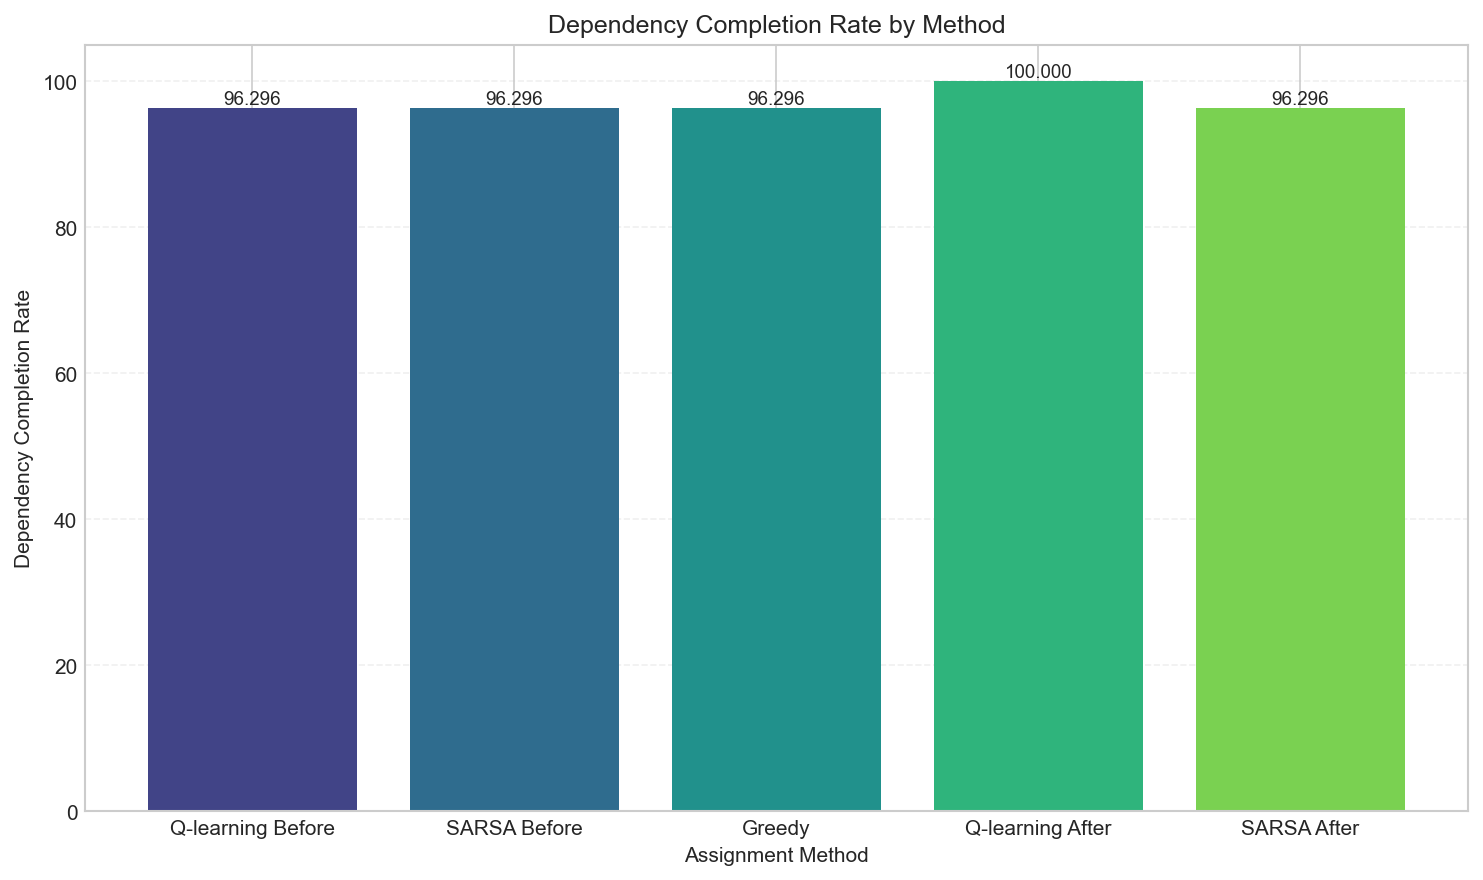 Dependency Completion Rate by Method
Dependency Completion Rate
100
80
60
40
20
0
96.296
96.296
96.296
100.000
96.296
Q-learning Before
SARSA Before
Greedy
Q-learning After
SARSA After
Assignment Method